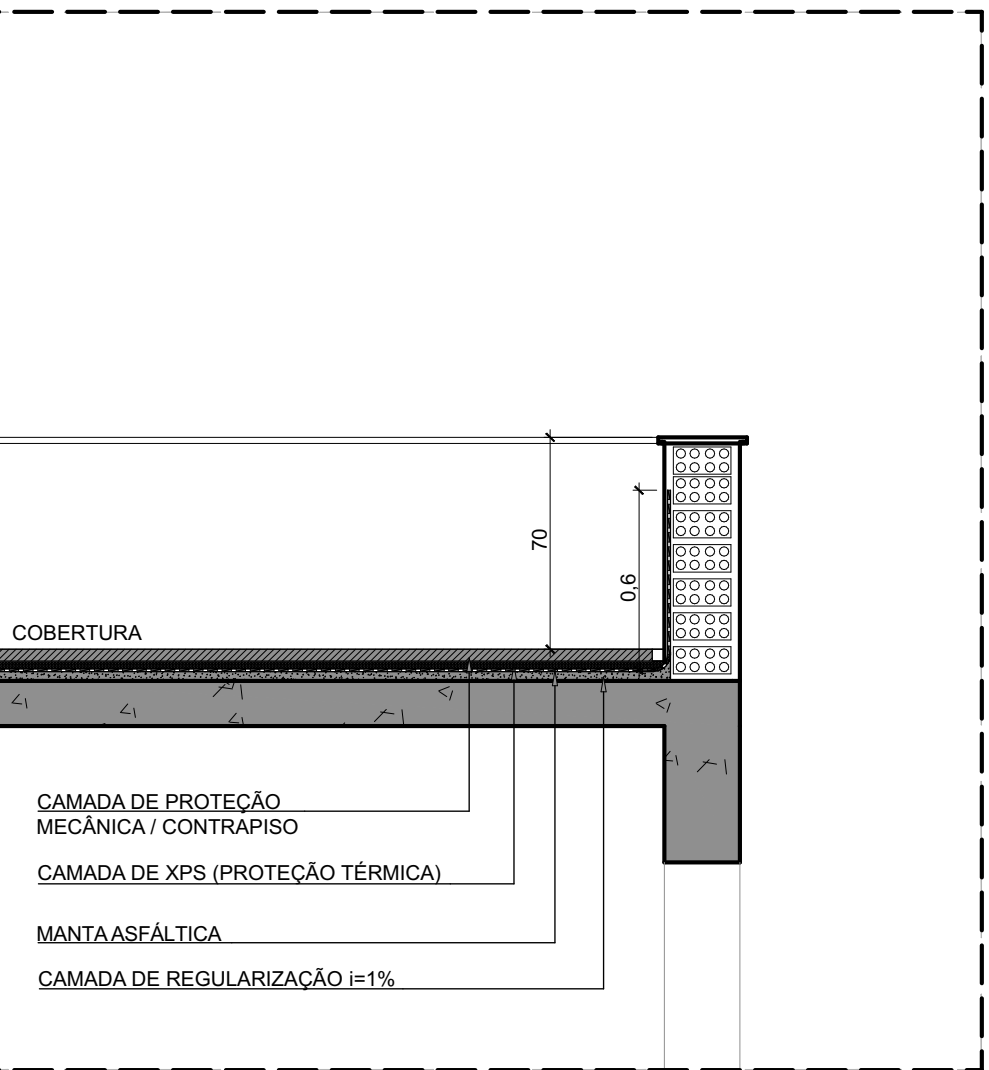 70
0,6
COBERTURA
CAMADA DE PROTEÇÃO
MECÂNICA / CONTRAPISO
CAMADA DE XPS (PROTEÇÃO TÉRMICA)
MANTA ASFÁLTICA
CAMADA DE REGULARIZAÇÃO i=1%